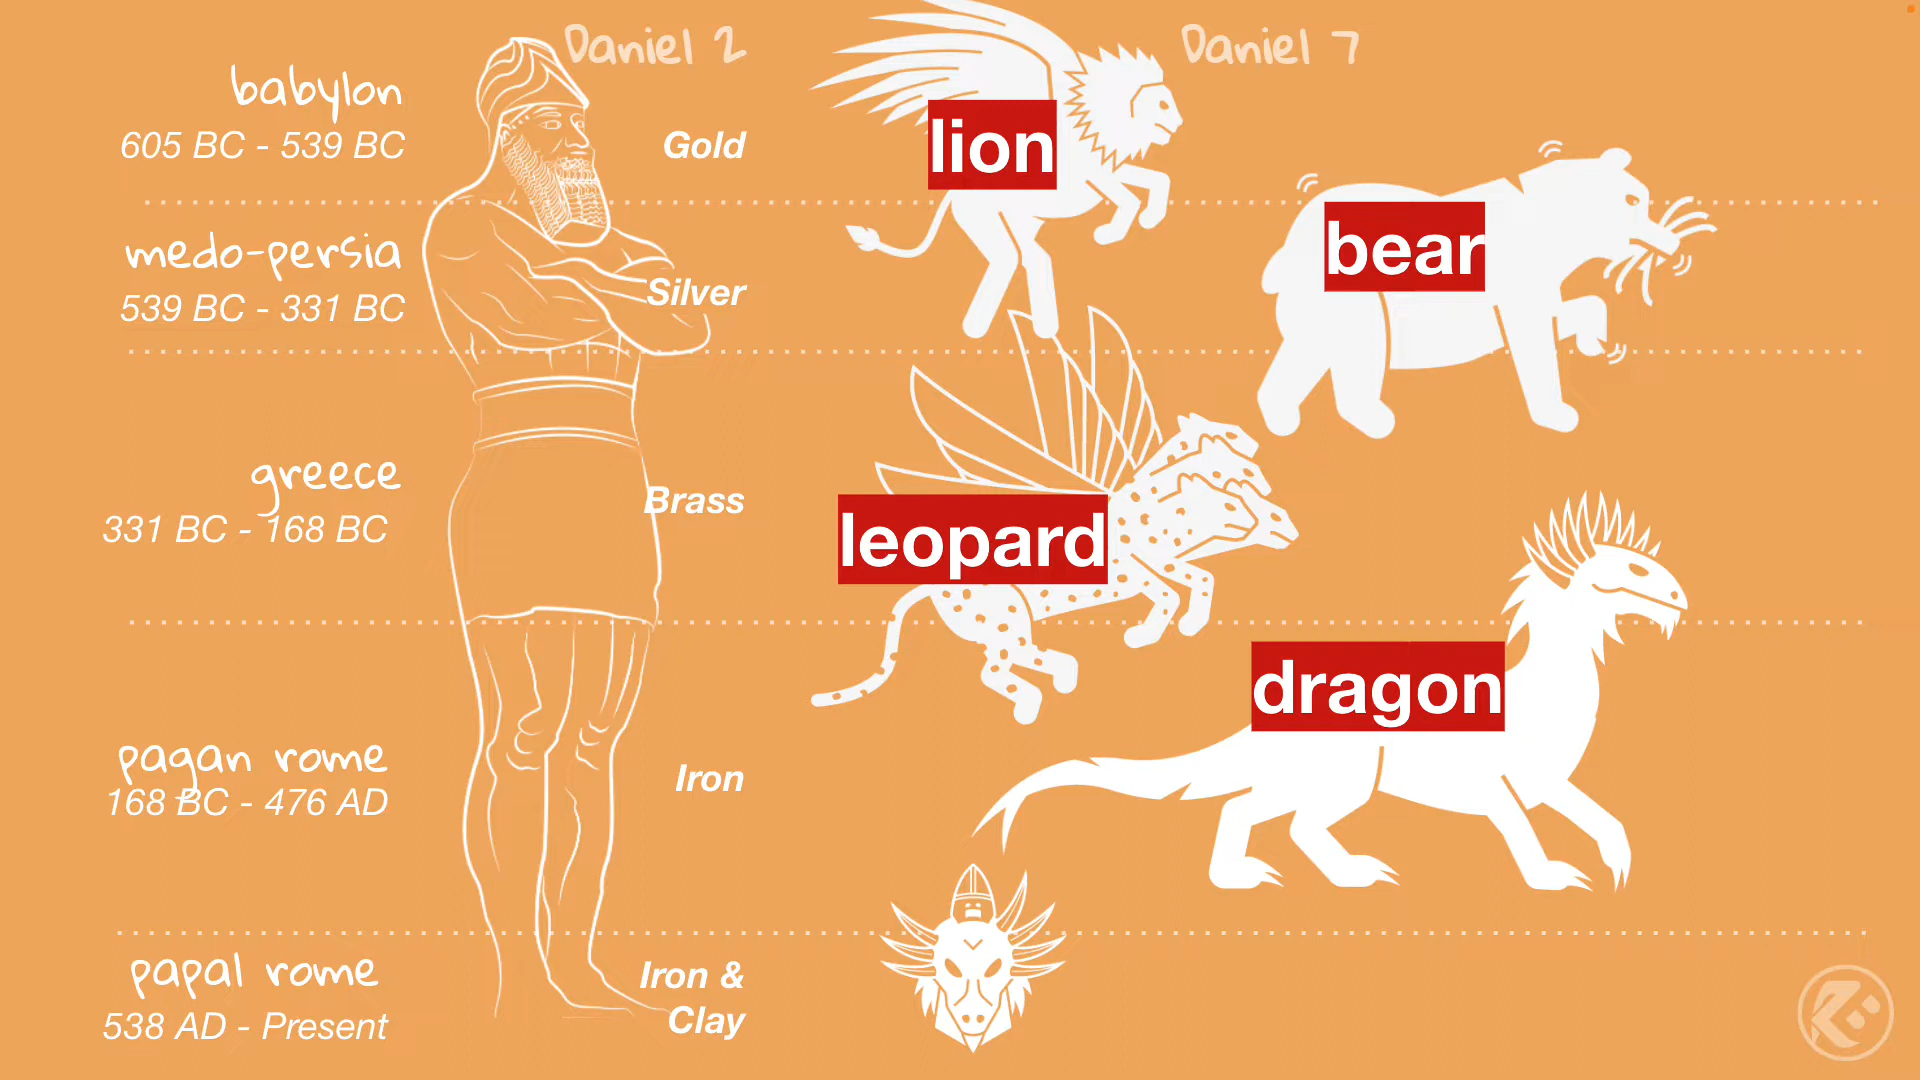 Daniel 2
Daniel 7
babylon
605 BC - 539 BC
Gold
lion
medo-persia
539 BC - 331 BC
Silver
bear
greece
331 BC - 168 BC
Brass
leopard
dragon
pagan rome
168 BC - 476 AD
Iron
papal rome
538 AD - Present
Iron &
Clay